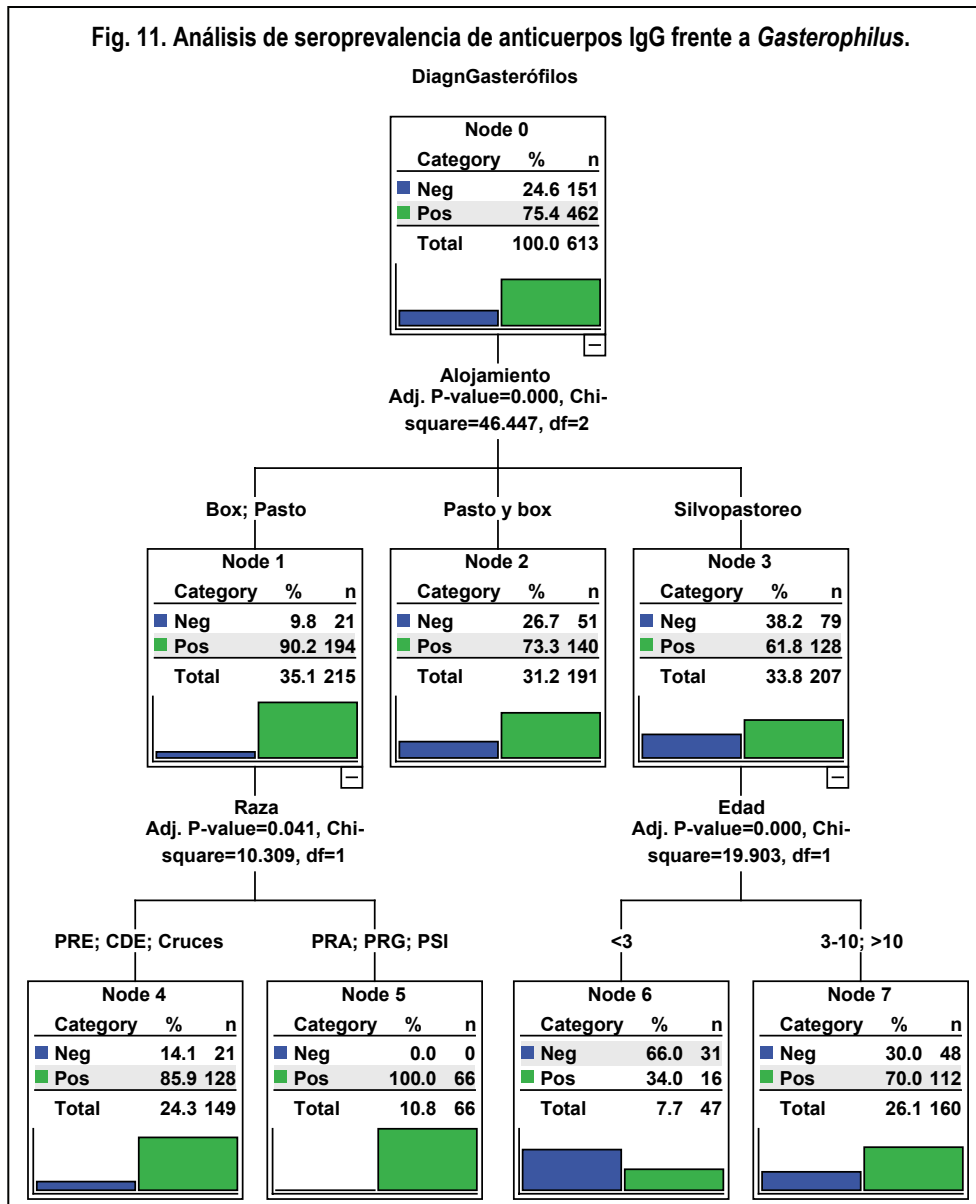 Fig. 11. Análisis de seroprevalencia de anticuerpos IgG frente a Gasterophilus.
DiagnGasterófilos
Node 0
Category % n
Neg 24.6 151
Pos 75.4 462
Total 100.0 613
Alojamiento
Adj. P-value=0.000, Chi-
square=46.447, df=2
Box; Pasto
Node 1
Category % n
Neg 9.8 21
Pos 90.2 194
Total 35.1 215
Pasto y box
Node 2
Category % n
Neg 26.7 51
Pos 73.3 140
Total 31.2 191
Silvopastoreo
Node 3
Category % n
Neg 38.2 79
Pos 61.8 128
Total 33.8 207
Raza
Adj. P-value=0.041, Chi-
square=10.309, df=1
Edad
Adj. P-value=0.000, Chi-
square=19.903, df=1
PRE; CDE; Cruces
Node 4
Category % n
Neg 14.1 21
Pos 85.9 128
Total 24.3 149
PRA; PRG; PSI
Node 5
Category % n
Neg 0.0 0
Pos 100.0 66
Total 10.8 66
<3
Node 6
Category % n
Neg 66.0 31
Pos 34.0 16
Total 7.7 47
3-10; >10
Node 7
Category % n
Neg 30.0 48
Pos 70.0 112
Total 26.1 160